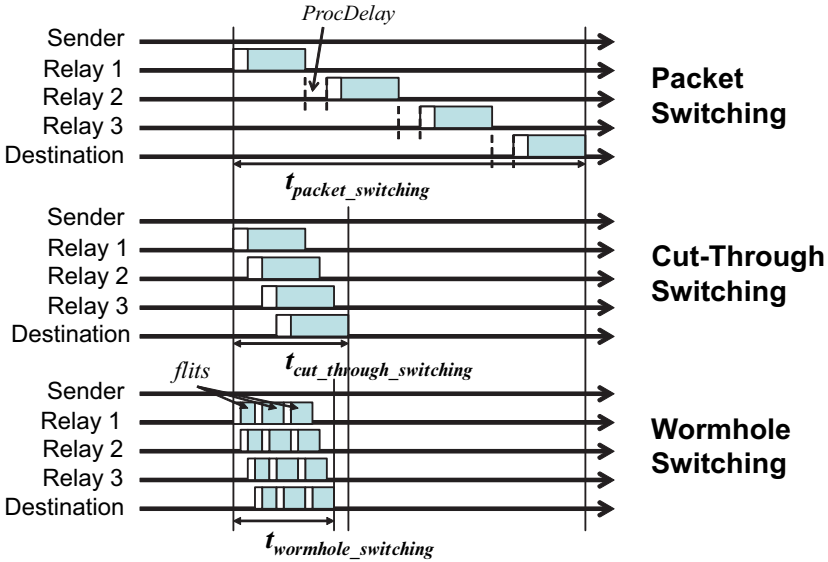 ProcDelay
Sender
Relay 1
Relay 2
Relay 3
Destination
Packet
Switching
t_packet_switching
Sender
Relay 1
Relay 2
Relay 3
Destination
Cut-Through
Switching
t_cut_through_switching
flits
Sender
Relay 1
Relay 2
Relay 3
Destination
Wormhole
Switching
t_wormhole_switching